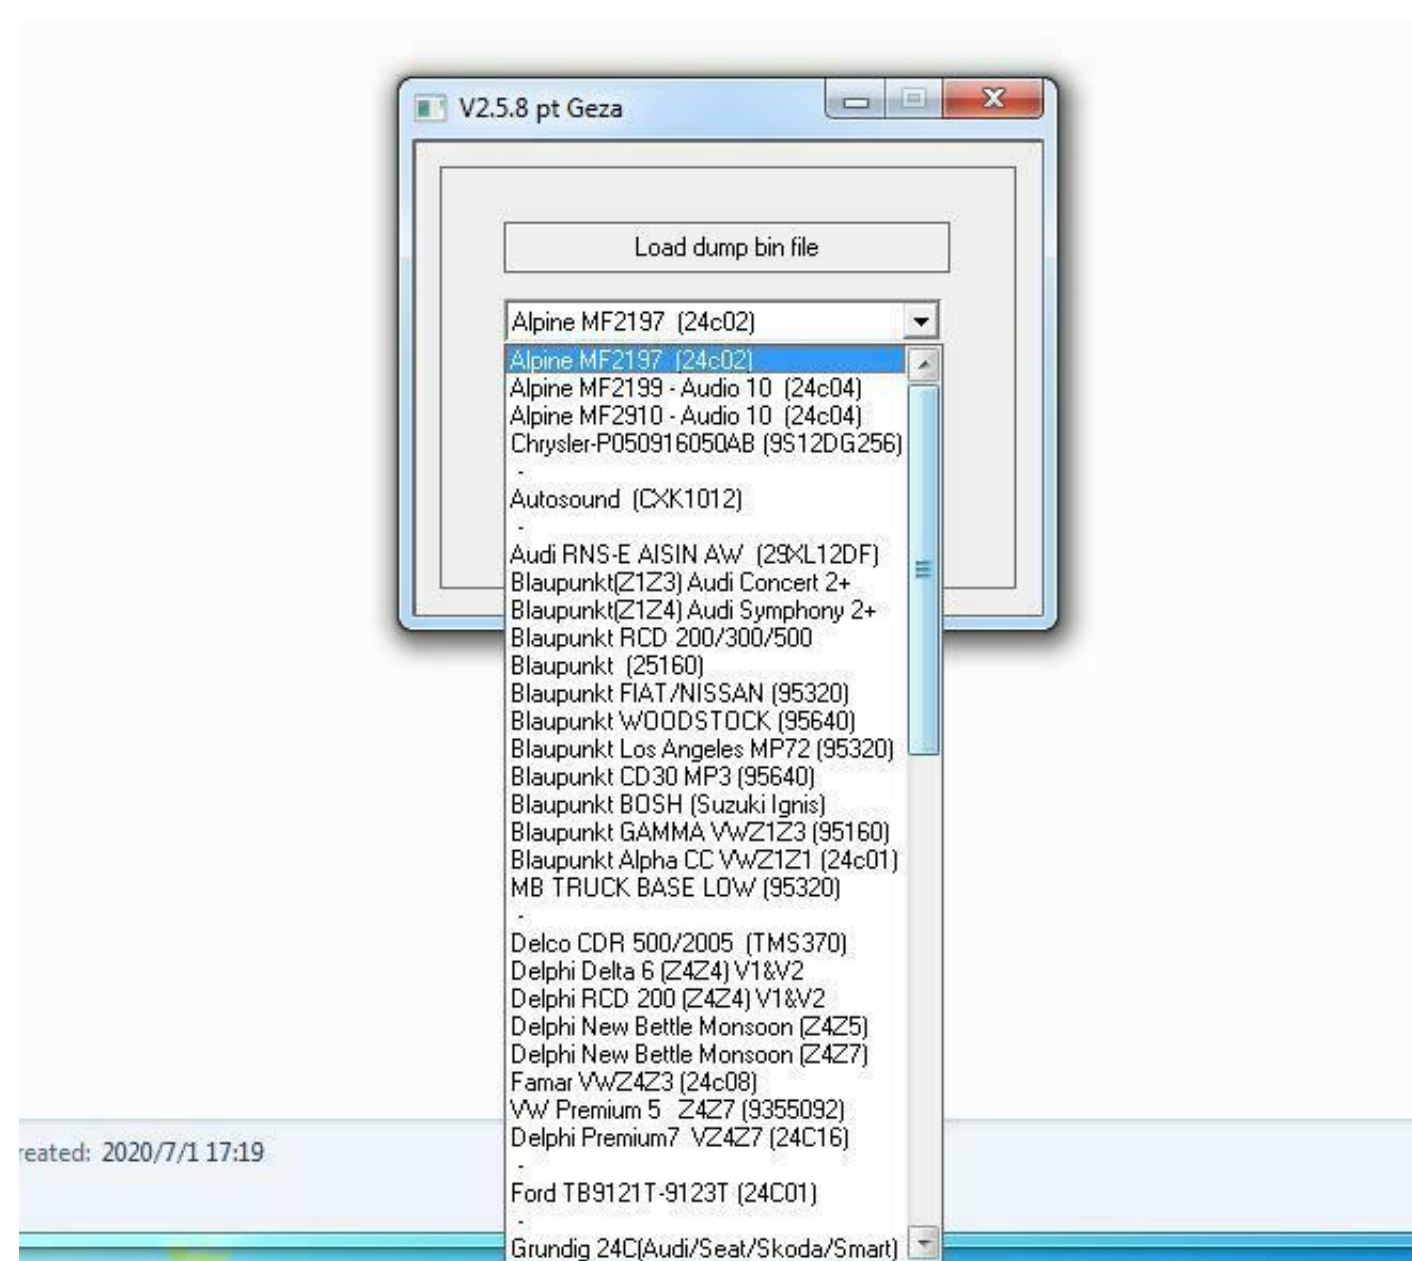 V2.5.8 pt Geza
Load dump bin file
Alpine MF2197 (24c02)
Alpine MF2197 (24c02)
Alpine MF2199 - Audio 10 (24c04)
Alpine MF2910 - Audio 10 (24c04)
Chrysler-P050916050AB (9S12DG256)
-
Autosound (CXK1012)
-
Audi RNS-E AISIN AW (29XL12DF)
Blaupunkt(Z1Z3) Audi Concert 2+
Blaupunkt(Z1Z4) Audi Symphony 2+
Blaupunkt RCD 200/300/500
Blaupunkt (25160)
Blaupunkt FIAT/NISSAN (95320)
Blaupunkt WOODSTOCK (95640)
Blaupunkt Los Angeles MP72 (95320)
Blaupunkt CD30 MP3 (95640)
Blaupunkt BOSH (Suzuki Ignis)
Blaupunkt GAMMA VWZ1Z3 (95160)
Blaupunkt Alpha CC VWZ1Z1 (24c01)
MB TRUCK BASE LOW (95320)
-
Delco CDR 500/2005 (TMS370)
Delphi Delta 6 (Z4Z4) V1&V2
Delphi RCD 200 (Z4Z4) V1&V2
Delphi New Bettle Monsoon (Z4Z5)
Delphi New Bettle Monsoon (Z4Z7)
Famar VWZ4Z3 (24c08)
VW Premium 5 Z4Z7 (9355092)
Delphi Premium7 VZ4Z7 (24C16)
-
Ford TB9121T-9123T (24C01)
-
Grundig 24C(Audi/Seat/Skoda/Smart)
reated: 2020/7/1 17:19